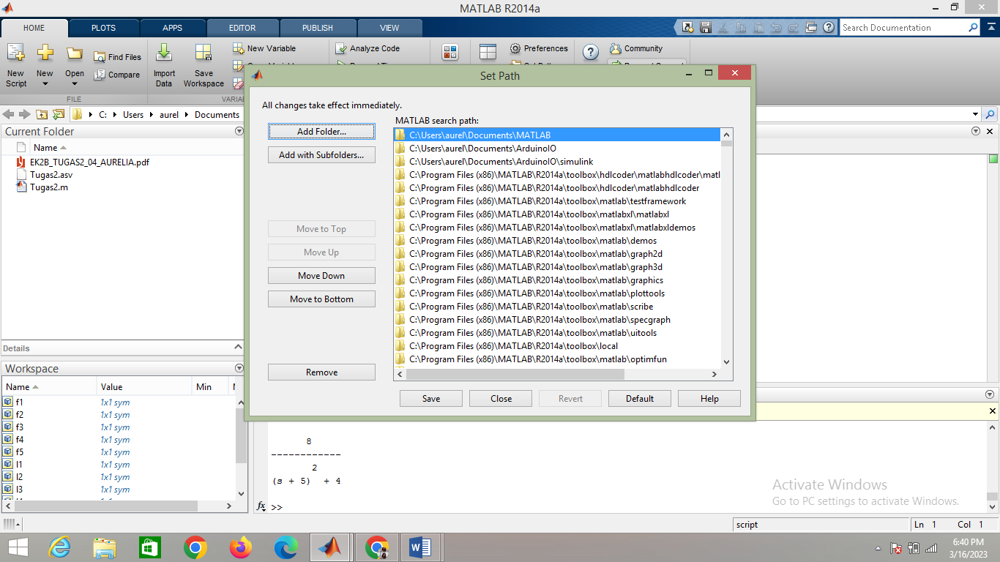 MATLAB R2014a
HOME PLOTS APPS EDITOR PUBLISH VIEW
Search Documentation
New Script
New
Open
Find Files
Compare
Import Data
Save Workspace
New Variable
Analyze Code
Preferences
Community
FILE
C: Users aurel Documents
Current Folder
Name
EK2B_TUGAS2_04_AURELIA.pdf
Tugas2.asv
Tugas2.m
Details
Workspace
Name Value Min
f1 1x1 sym
f2 1x1 sym
f3 1x1 sym
f4 1x1 sym
f5 1x1 sym
l1 1x1 sym
l2 1x1 sym
l3 1x1 sym
Set Path
All changes take effect immediately.
Add Folder...
Add with Subfolders...
Move to Top
Move Up
Move Down
Move to Bottom
Remove
MATLAB search path:
C:\Users\aurel\Documents\MATLAB
C:\Users\aurel\Documents\ArduinoIO
C:\Users\aurel\Documents\ArduinoIO\simulink
C:\Program Files (x86)\MATLAB\R2014a\toolbox\hdlcoder\matlabhdlcoder\matl
C:\Program Files (x86)\MATLAB\R2014a\toolbox\hdlcoder\matlabhdlcoder
C:\Program Files (x86)\MATLAB\R2014a\toolbox\matlab\testframework
C:\Program Files (x86)\MATLAB\R2014a\toolbox\matlabxl\matlabxl
C:\Program Files (x86)\MATLAB\R2014a\toolbox\matlabxl\matlabxldemos
C:\Program Files (x86)\MATLAB\R2014a\toolbox\matlab\demos
C:\Program Files (x86)\MATLAB\R2014a\toolbox\matlab\graph2d
C:\Program Files (x86)\MATLAB\R2014a\toolbox\matlab\graph3d
C:\Program Files (x86)\MATLAB\R2014a\toolbox\matlab\graphics
C:\Program Files (x86)\MATLAB\R2014a\toolbox\matlab\plottools
C:\Program Files (x86)\MATLAB\R2014a\toolbox\matlab\scribe
C:\Program Files (x86)\MATLAB\R2014a\toolbox\matlab\specgraph
C:\Program Files (x86)\MATLAB\R2014a\toolbox\matlab\uitools
C:\Program Files (x86)\MATLAB\R2014a\toolbox\local
C:\Program Files (x86)\MATLAB\R2014a\toolbox\matlab\optimfun
Save Close Revert Default Help
8
------------
2
(s + 5) + 4
fx >>
Activate Windows
Go to PC settings to activate Windows.
script Ln 1 Col 1
6:40 PM
3/16/2023